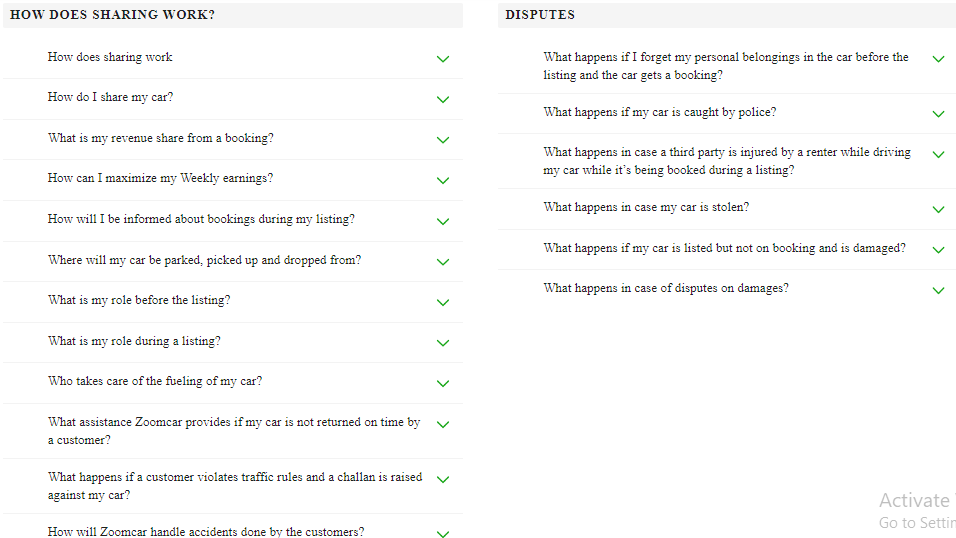 HOW DOES SHARING WORK?
How does sharing work
How do I share my car?
What is my revenue share from a booking?
How can I maximize my Weekly earnings?
How will I be informed about bookings during my listing?
Where will my car be parked, picked up and dropped from?
What is my role before the listing?
What is my role during a listing?
Who takes care of the fueling of my car?
What assistance Zoomcar provides if my car is not returned on time by
a customer?
What happens if a customer violates traffic rules and a challan is raised
against my car?
How will Zoomcar handle accidents done by the customers?
DISPUTES
What happens if I forget my personal belongings in the car before the
listing and the car gets a booking?
What happens if my car is caught by police?
What happens in case a third party is injured by a renter while driving
my car while it’s being booked during a listing?
What happens in case my car is stolen?
What happens if my car is listed but not on booking and is damaged?
What happens in case of disputes on damages?
Activate
Go to Settin